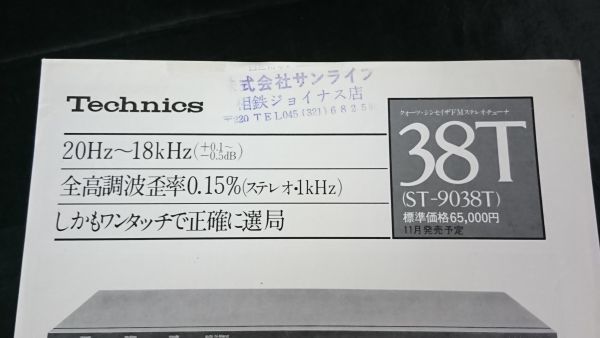 株式会社サンライフ
相鉄ジョイナス店
〒220 TEL045(321)6825
Technics
20Hz～18kHz(+0.1～-0.5dB)
全高調波歪率0.15%(ステレオ・1kHz)
しかもワンタッチで正確に選局
クォーツ・シンセサイザFMステレオチューナ
38T
(ST-9038T)
標準価格65,000円
11月発売予定